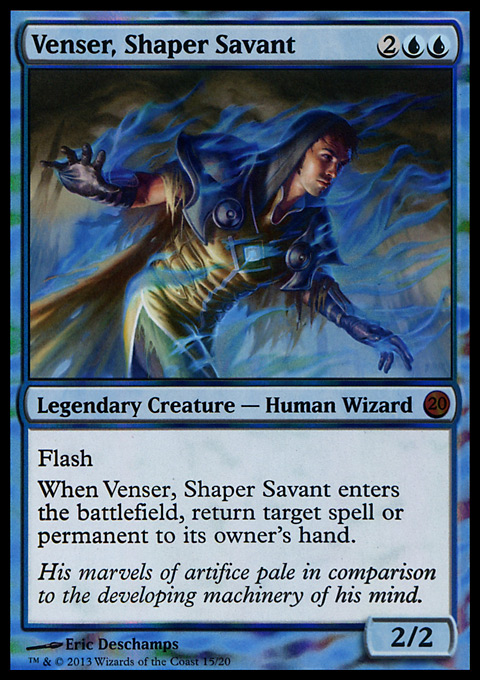 Venser, Shaper Savant 2
Legendary Creature — Human Wizard 20
Flash
When Venser, Shaper Savant enters
the battlefield, return target spell or
permanent to its owner's hand.
His marvels of artifice pale in comparison
to the developing machinery of his mind.
Eric Deschamps
2/2
™ & © 2013 Wizards of the Coast 15/20